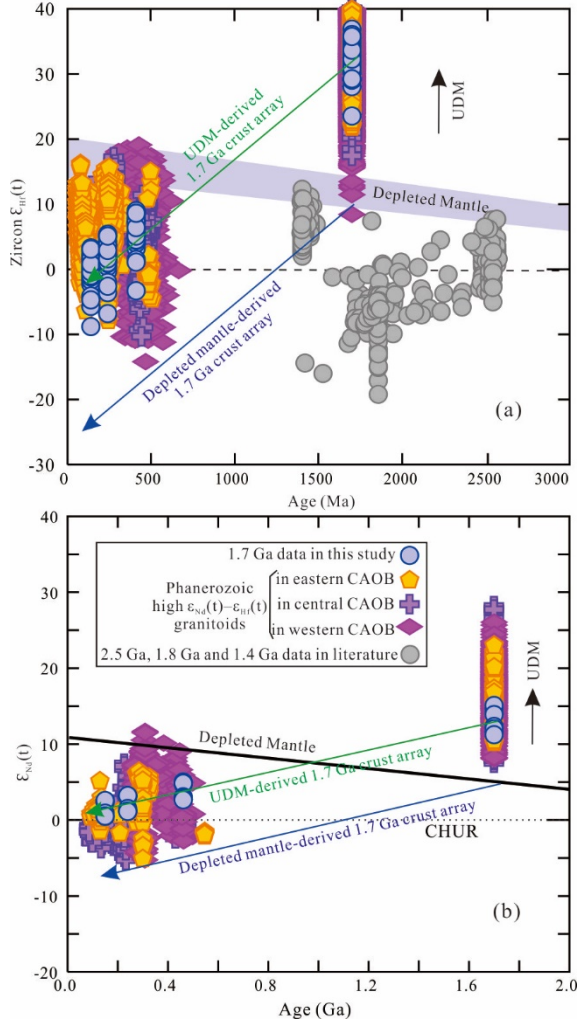 40
30
20
10
0
-10
-20
-30
Zircon εHf(t)
UDM
UDM-derived
1.7 Ga crust array
Depleted Mantle
Depleted mantle-derived
1.7 Ga crust array
(a)
0
500
1000
1500
2000
2500
3000
Age (Ma)
40
30
20
10
0
-10
-20
εNd(t)
1.7 Ga data in this study
Phanerozoic
high εNd(t)–εHf(t)
granitoids
in eastern CAOB
in central CAOB
in western CAOB
2.5 Ga, 1.8 Ga and 1.4 Ga data in literature
UDM
Depleted Mantle
UDM-derived 1.7 Ga crust array
CHUR
Depleted mantle-derived 1.7 Ga crust array
(b)
0.0
0.4
0.8
1.2
1.6
2.0
Age (Ga)